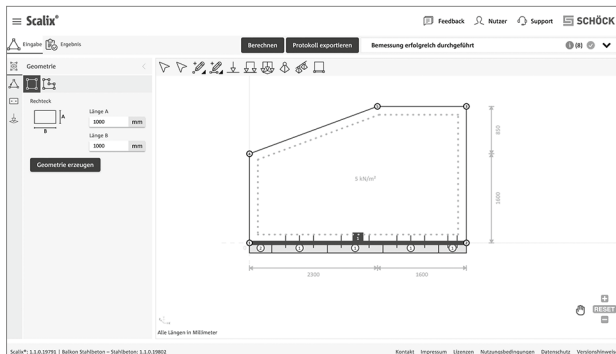 Scalix®
Feedback
Nutzer
Support
SCHÖCK
Eingabe
Ergebnis
Berechnen
Protokoll exportieren
Bemessung erfolgreich durchgeführt
(8)
Geometrie
Rechteck
A
B
Länge A
1000 mm
Länge B
1000 mm
Geometrie erzeugen
5 kN/m²
850
1600
2300
1600
RESET
Alle Längen in Millimeter
Scalix®: 1.1.0.19791 | Balkon Stahlbeton – Stahlbeton: 1.1.0.19802
Kontakt Impressum Lizenzen Nutzungsbedingungen Datenschutz Versionshinweise